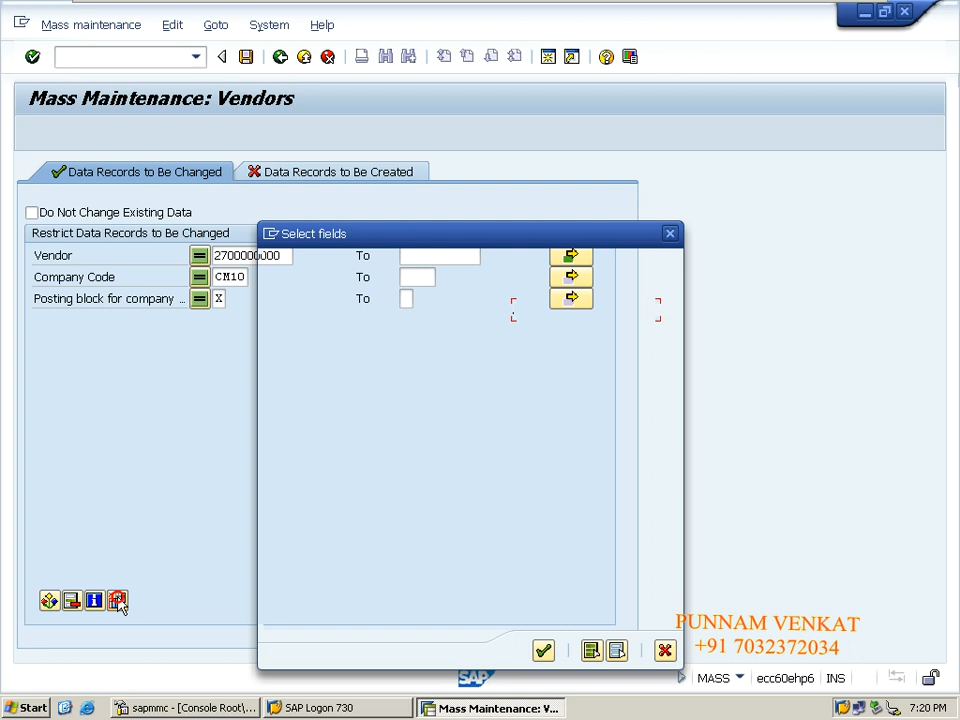 Mass maintenance Edit Goto System Help
Mass Maintenance: Vendors
Data Records to Be Changed Data Records to Be Created
Do Not Change Existing Data
Restrict Data Records to Be Changed
Select fields
Vendor 2700000000 To
Company Code CM10 To
Posting block for company ... X To
PUNNAM VENKAT
+91 7032372034
SAP MASS ecc60ehp6 INS
Start sapmmc - [Console Root\... SAP Logon 730 Mass Maintenance: V... 7:20 PM